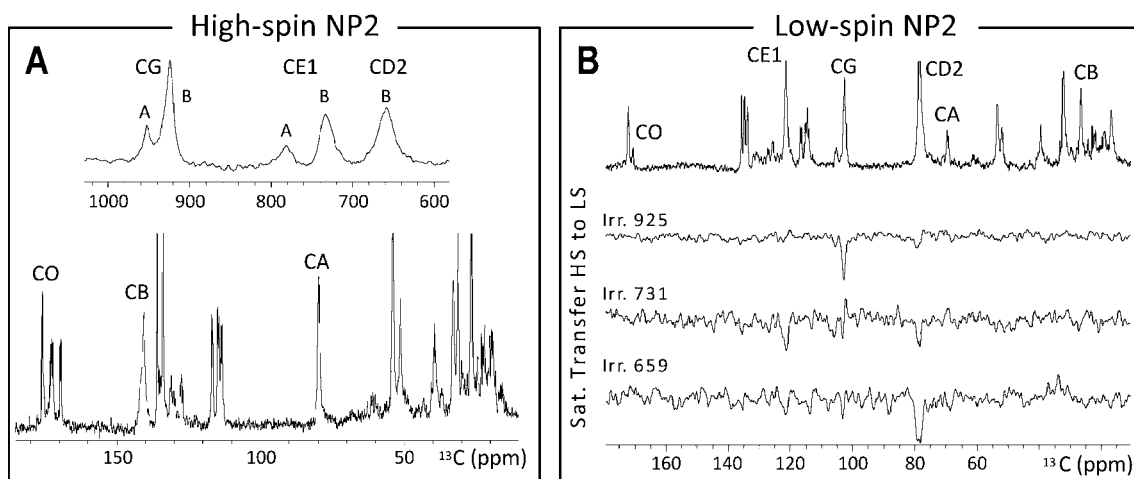 High-spin NP2
A
CG
CE1
CD2
A
B
A
B
B
1000 900 800 700 600
CO
CB
CA
150 100 50 ¹³C (ppm)
Low-spin NP2
B
CE1
CG
CD2
CB
CO
CA
Sat. Transfer HS to LS
Irr. 925
Irr. 731
Irr. 659
160 140 120 100 80 60 ¹³C (ppm)